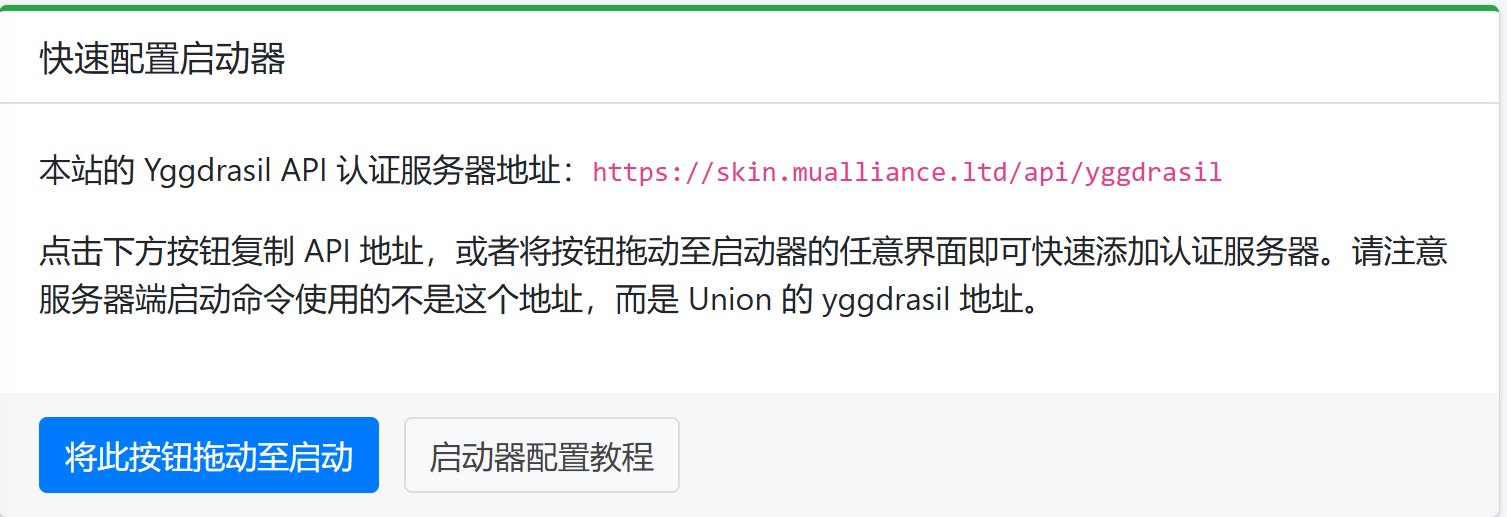 快速配置启动器
本站的 Yggdrasil API 认证服务器地址：https://skin.mualliance.ltd/api/yggdrasil
点击下方按钮复制 API 地址，或者将按钮拖动至启动器的任意界面即可快速添加认证服务器。请注意
服务器端启动命令使用的不是这个地址，而是 Union 的 yggdrasil 地址。
将此按钮拖动至启动 启动器配置教程